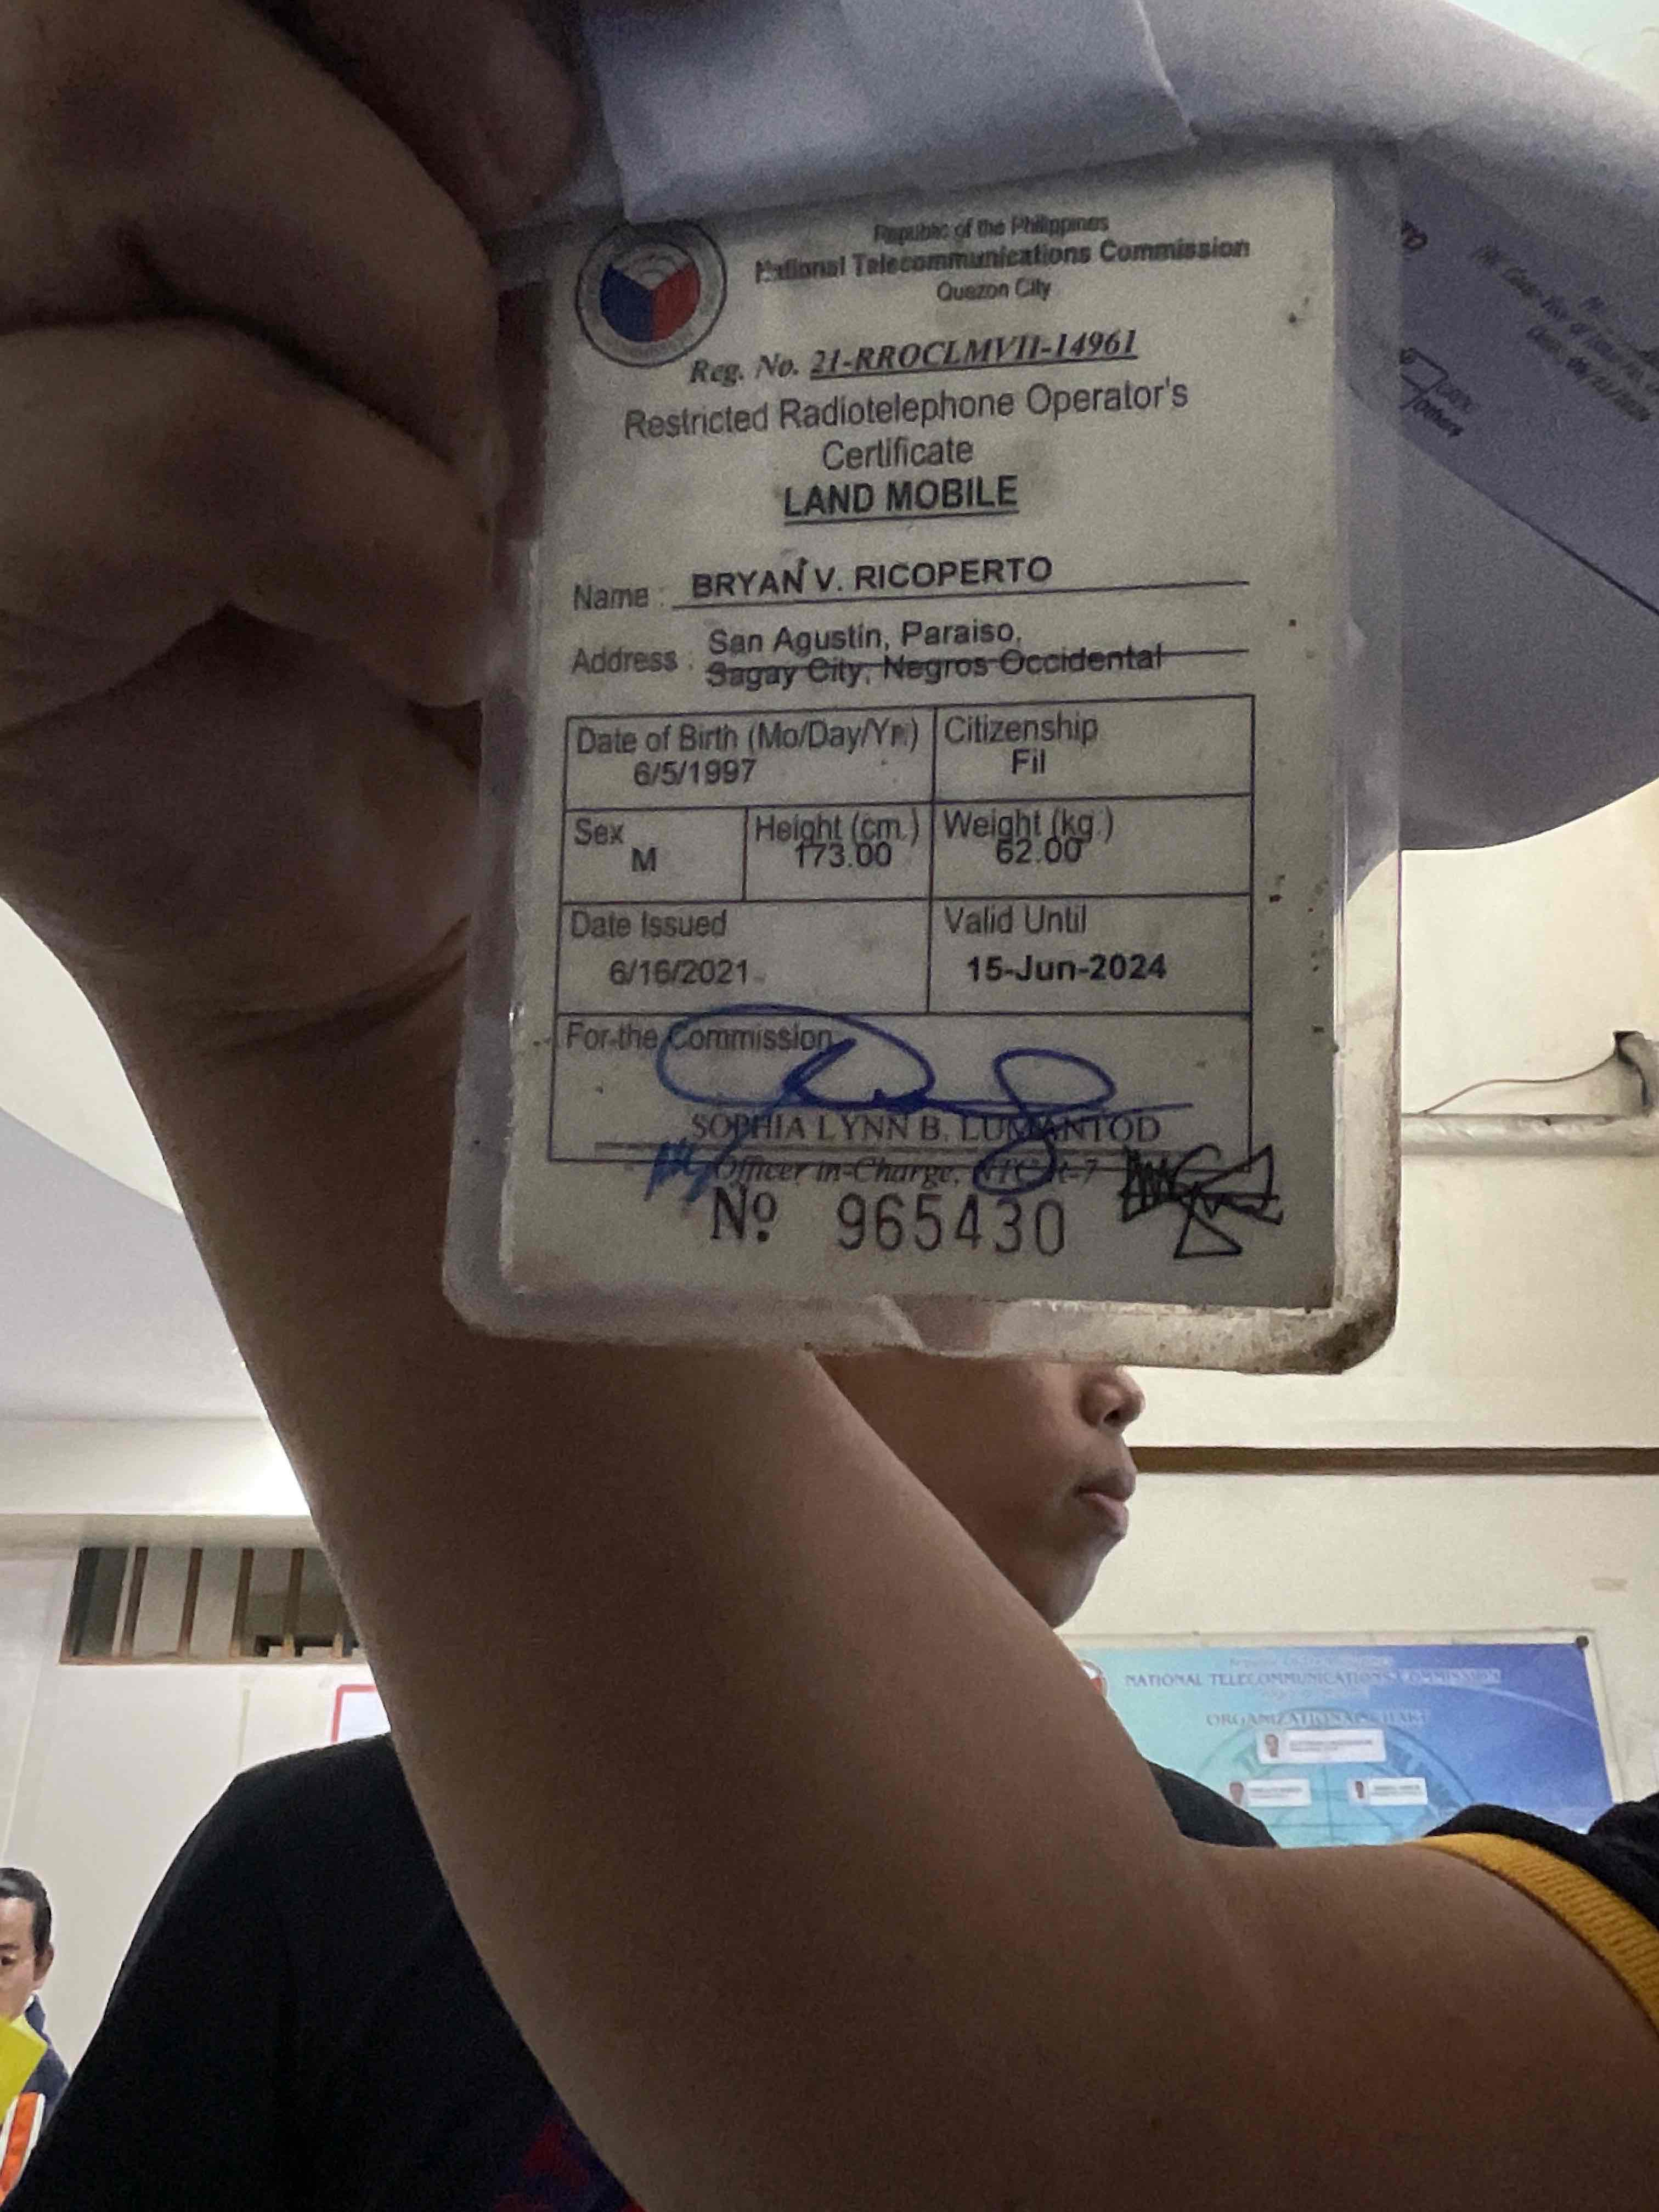 Republic of the Philippines
National Telecommunications Commission
Quezon City
Reg. No. 21-RROCLMVII-14961
Restricted Radiotelephone Operator's
Certificate
LAND MOBILE
Name : BRYAN V. RICOPERTO
Address : San Agustin, Paraiso,
Sagay City, Negros Occidental
Date of Birth (Mo/Day/Yr.) Citizenship
6/5/1997 Fil
Sex Height (cm.) Weight (kg.)
M 173.00 62.00
Date Issued Valid Until
6/16/2021 15-Jun-2024
For the Commission
SOPHIA LYNN B. LUMANTOD
Officer in-Charge, NTC R-7
Nº 965430
NATIONAL TELECOMMUNICATIONS COMMISSION
ORGANIZATIONAL CHART